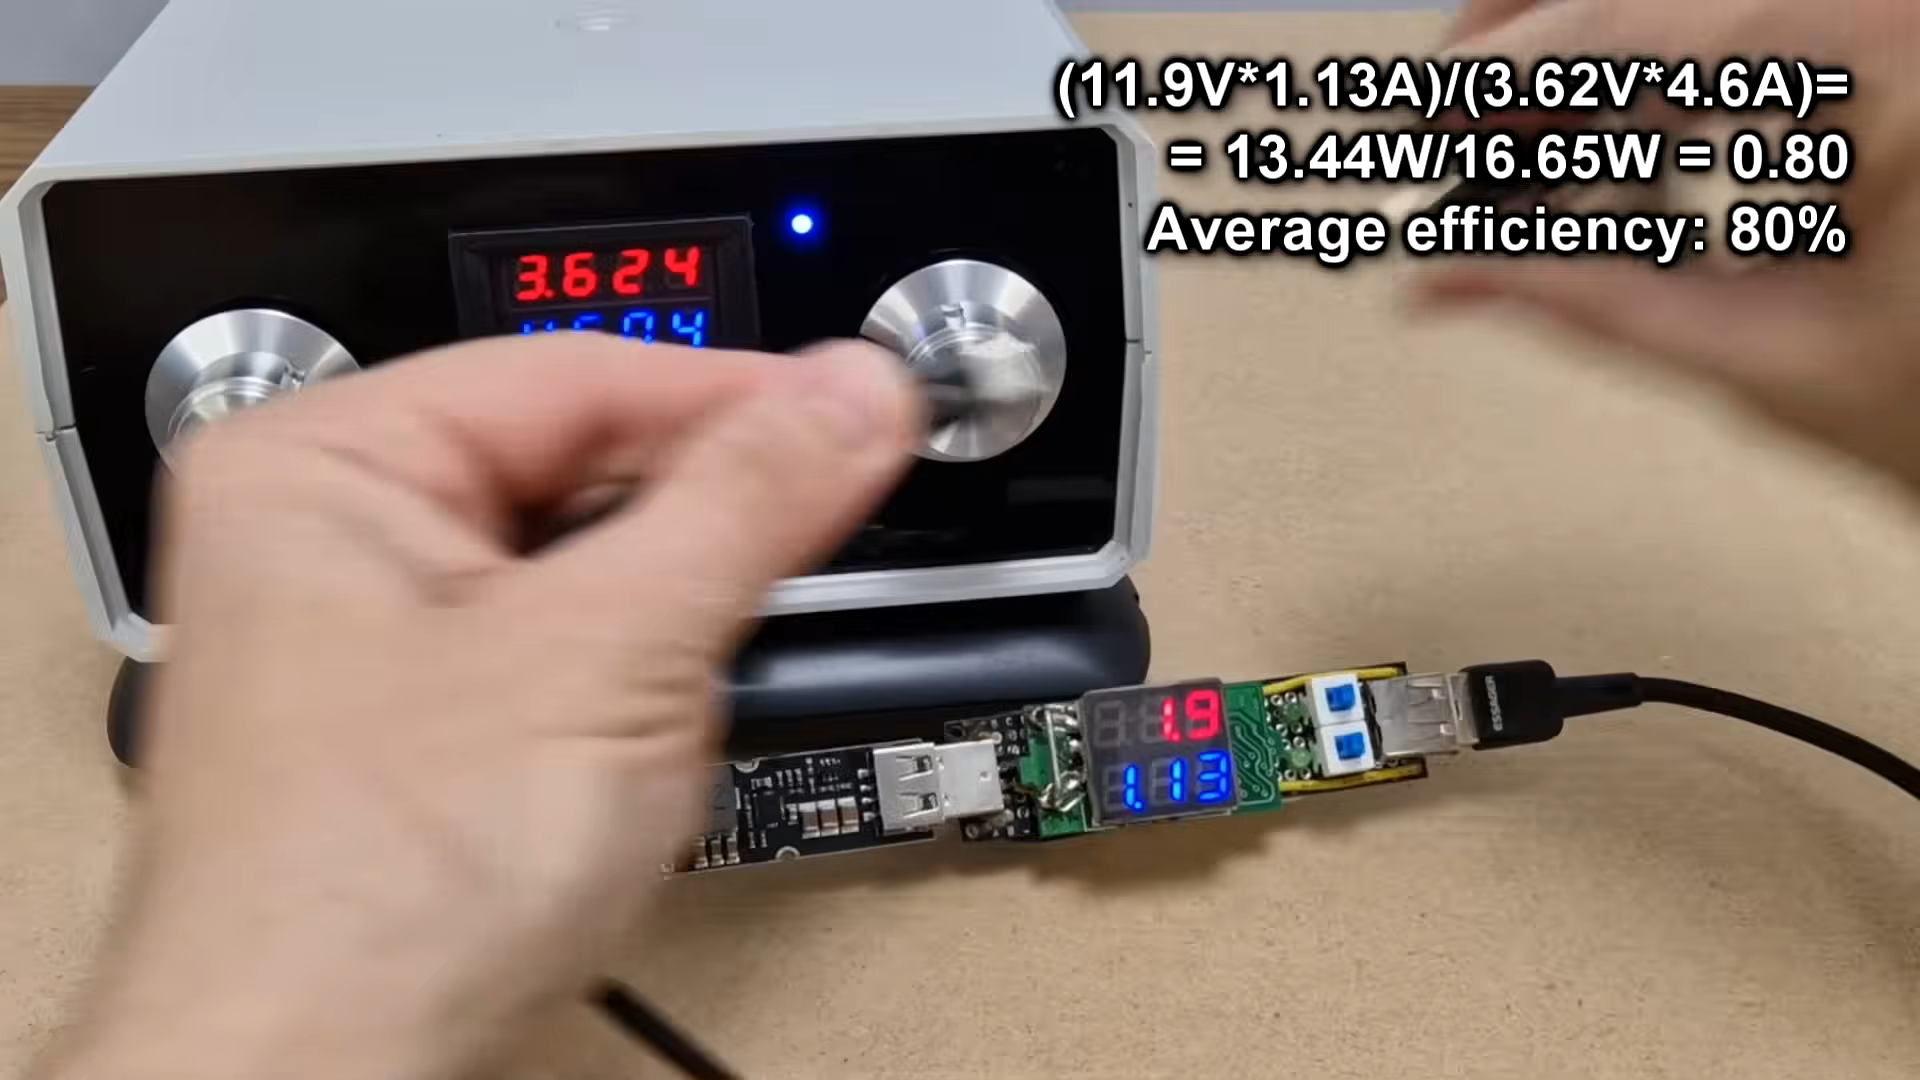 (11.9V*1.13A)/(3.62V*4.6A)=
= 13.44W/16.65W = 0.80
Average efficiency: 80%
3.624
1.9
1.13
ESSAGER